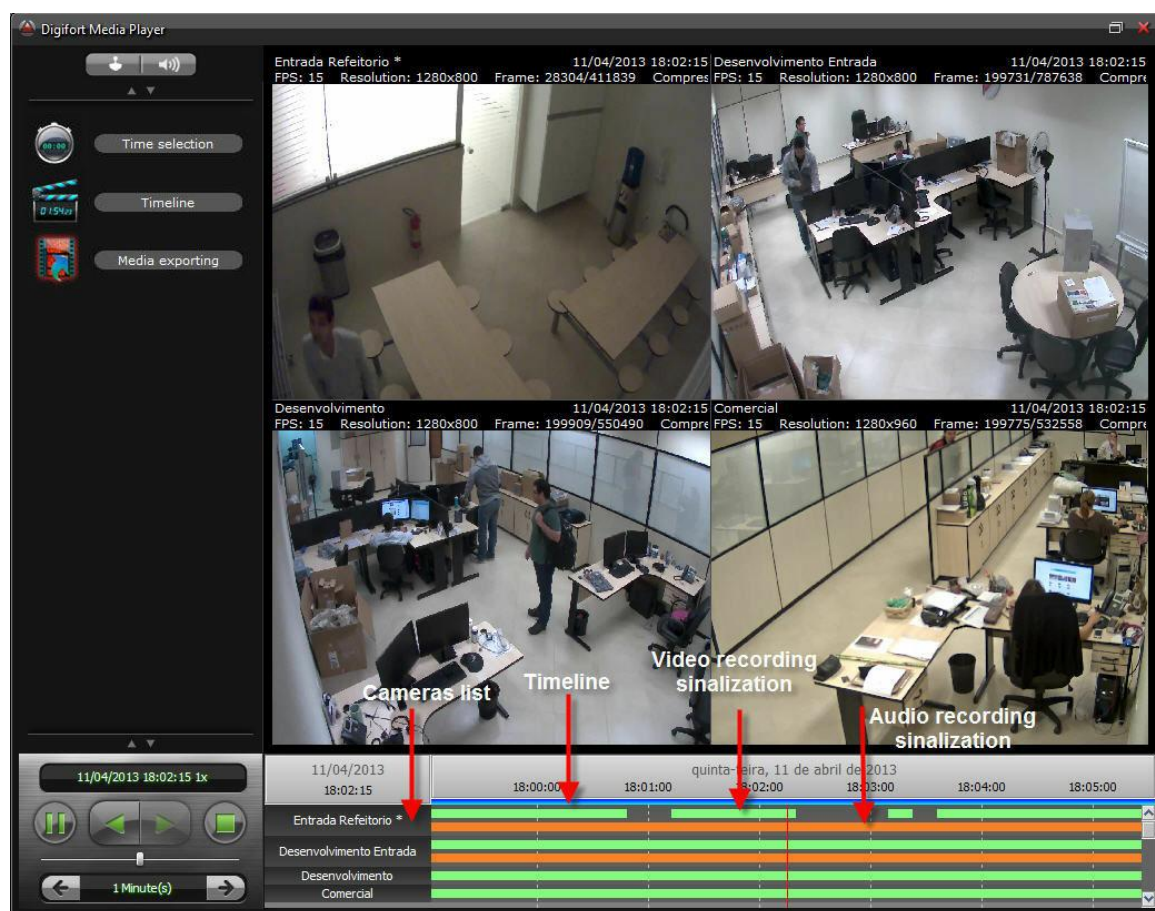 Digifort Media Player
Time selection
Timeline
Media exporting
Entrada Refeitorio * 11/04/2013 18:02:15
FPS: 15 Resolution: 1280x800 Frame: 28304/411839 Compres
Desenvolvimento Entrada 11/04/2013 18:02:15
FPS: 15 Resolution: 1280x800 Frame: 199731/787638 Compre
Desenvolvimento 11/04/2013 18:02:15
FPS: 15 Resolution: 1280x800 Frame: 199909/550490 Compre
Comercial 11/04/2013 18:02:15
FPS: 15 Resolution: 1280x960 Frame: 199775/532558 Compre
Cameras list
Timeline
Video recording
sinalization
Audio recording
sinalization
11/04/2013 18:02:15 1x
1 Minute(s)
11/04/2013
18:02:15
quinta-feira, 11 de abril de 2013
18:00:00 18:01:00 18:02:00 18:03:00 18:04:00 18:05:00
Entrada Refeitorio *
Desenvolvimento Entrada
Desenvolvimento
Comercial